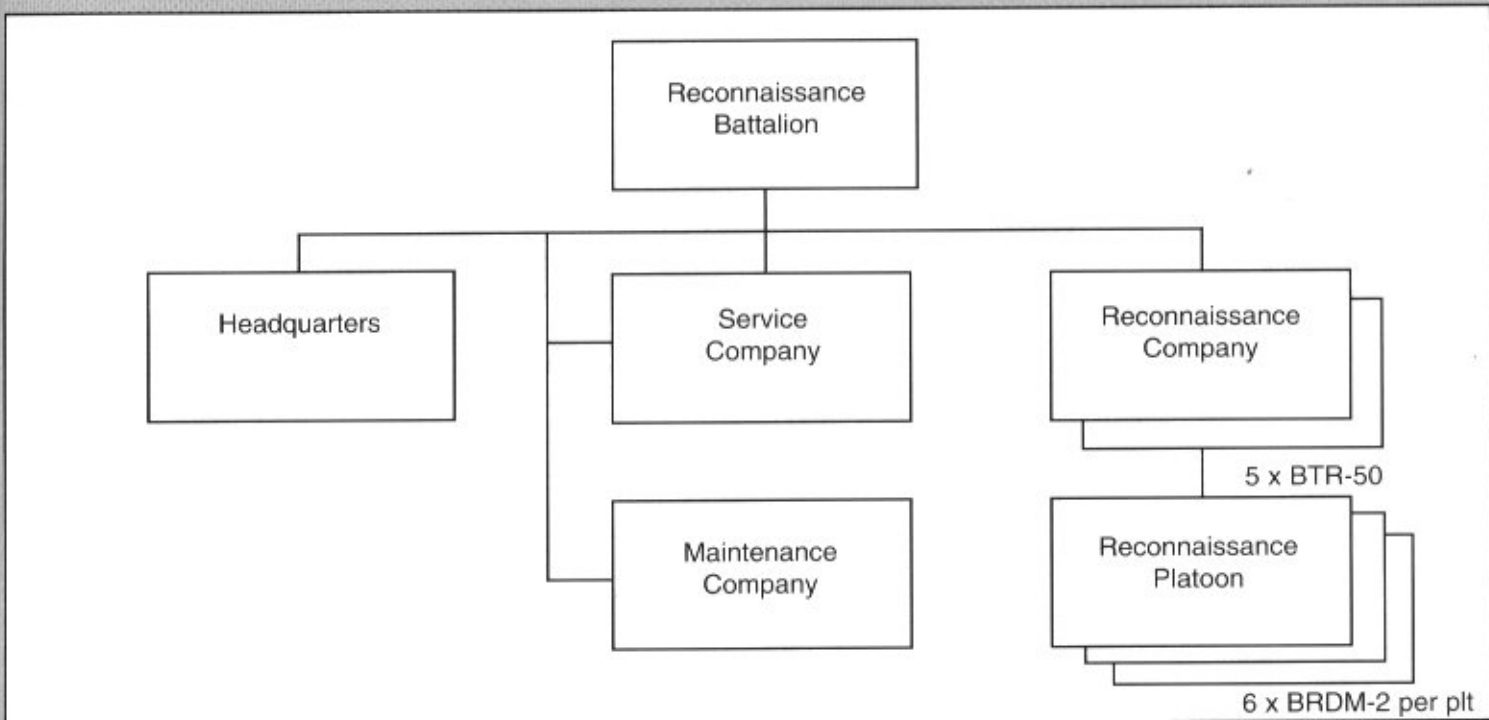 Reconnaissance
Battalion
Headquarters
Service
Company
Reconnaissance
Company
5 x BTR-50
Maintenance
Company
Reconnaissance
Platoon
6 x BRDM-2 per plt